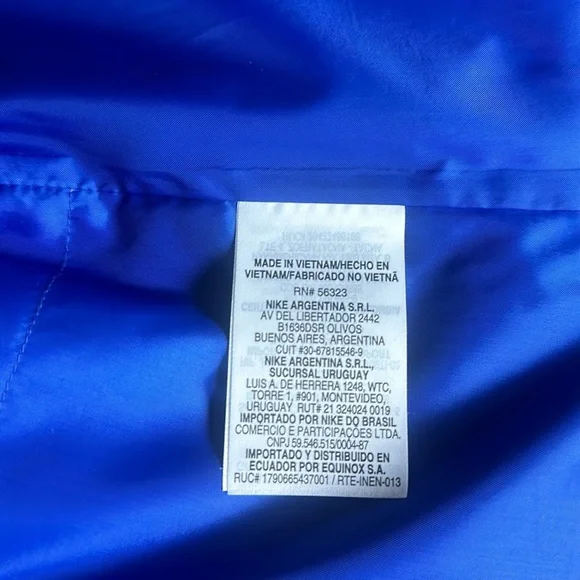 MADE IN VIETNAM/HECHO EN
VIETNAM/FABRICADO NO VIETNÃ
RN# 56323
NIKE ARGENTINA S.R.L.
AV DEL LIBERTADOR 2442
B1636DSR OLIVOS
BUENOS AIRES, ARGENTINA
CUIT #30-67815546-9
NIKE ARGENTINA S.R.L.,
SUCURSAL URUGUAY
LUIS A. DE HERRERA 1248, WTC,
TORRE 1, #901, MONTEVIDEO,
URUGUAY RUT# 21 324024 0019
IMPORTADO POR NIKE DO BRASIL
COMERCIO E PARTICIPAÇÕES LTDA.
CNPJ 59.546.515/0004-87
IMPORTADO Y DISTRIBUIDO EN
ECUADOR POR EQUINOX S.A.
RUC# 1790665437001 / RTE-INEN-013